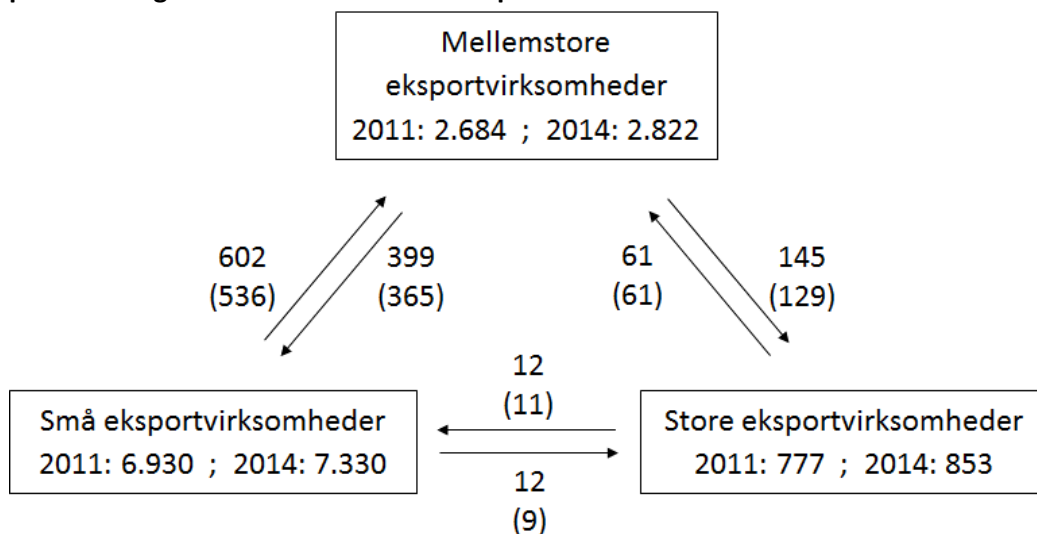 Mellemstore
eksportvirksomheder
2011: 2.684 ; 2014: 2.822
602
(536)
399
(365)
61
(61)
145
(129)
12
(11)
Små eksportvirksomheder
2011: 6.930 ; 2014: 7.330
Store eksportvirksomheder
2011: 777 ; 2014: 853
12
(9)